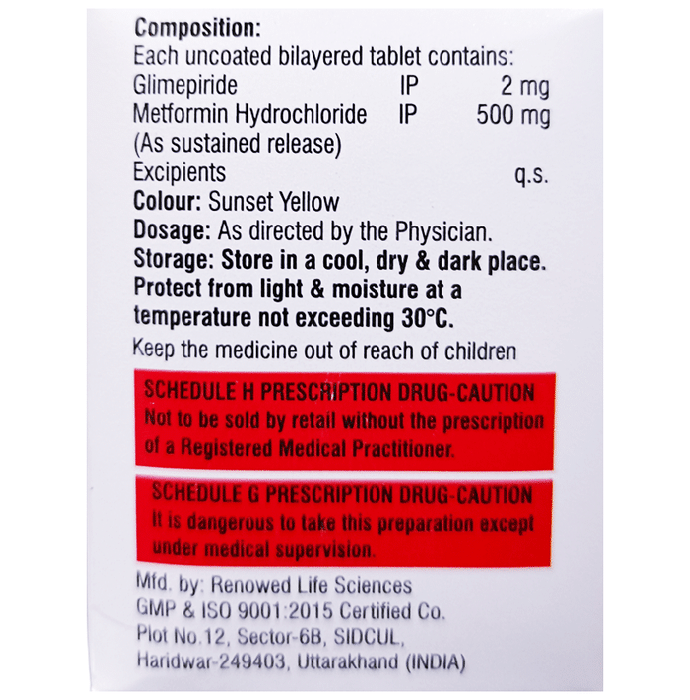 Composition:
Each uncoated bilayered tablet contains:
Glimepiride IP 2 mg
Metformin Hydrochloride IP 500 mg
(As sustained release)
Excipients q.s.
Colour: Sunset Yellow
Dosage: As directed by the Physician.
Storage: Store in a cool, dry & dark place.
Protect from light & moisture at a
temperature not exceeding 30°C.
Keep the medicine out of reach of children
SCHEDULE H PRESCRIPTION DRUG-CAUTION
Not to be sold by retail without the prescription
of a Registered Medical Practitioner.
SCHEDULE G PRESCRIPTION DRUG-CAUTION
It is dangerous to take this preparation except
under medical supervision.
Mfd. by: Renowed Life Sciences
GMP & ISO 9001:2015 Certified Co.
Plot No.12, Sector-6B, SIDCUL,
Haridwar-249403, Uttarakhand (INDIA)